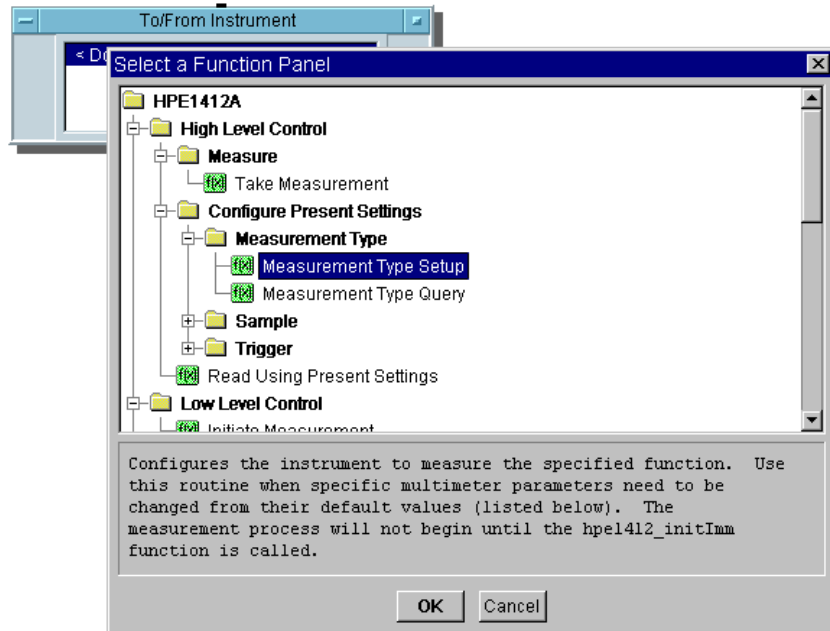 To/From Instrument
< Do
Select a Function Panel
HPE1412A
High Level Control
Measure
f(x) Take Measurement
Configure Present Settings
Measurement Type
f(x) Measurement Type Setup
f(x) Measurement Type Query
Sample
Trigger
f(x) Read Using Present Settings
Low Level Control
f(x) Initiate Measurement
Configures the instrument to measure the specified function. Use
this routine when specific multimeter parameters need to be
changed from their default values (listed below). The
measurement process will not begin until the hpe1412_initImm
function is called.
OK Cancel